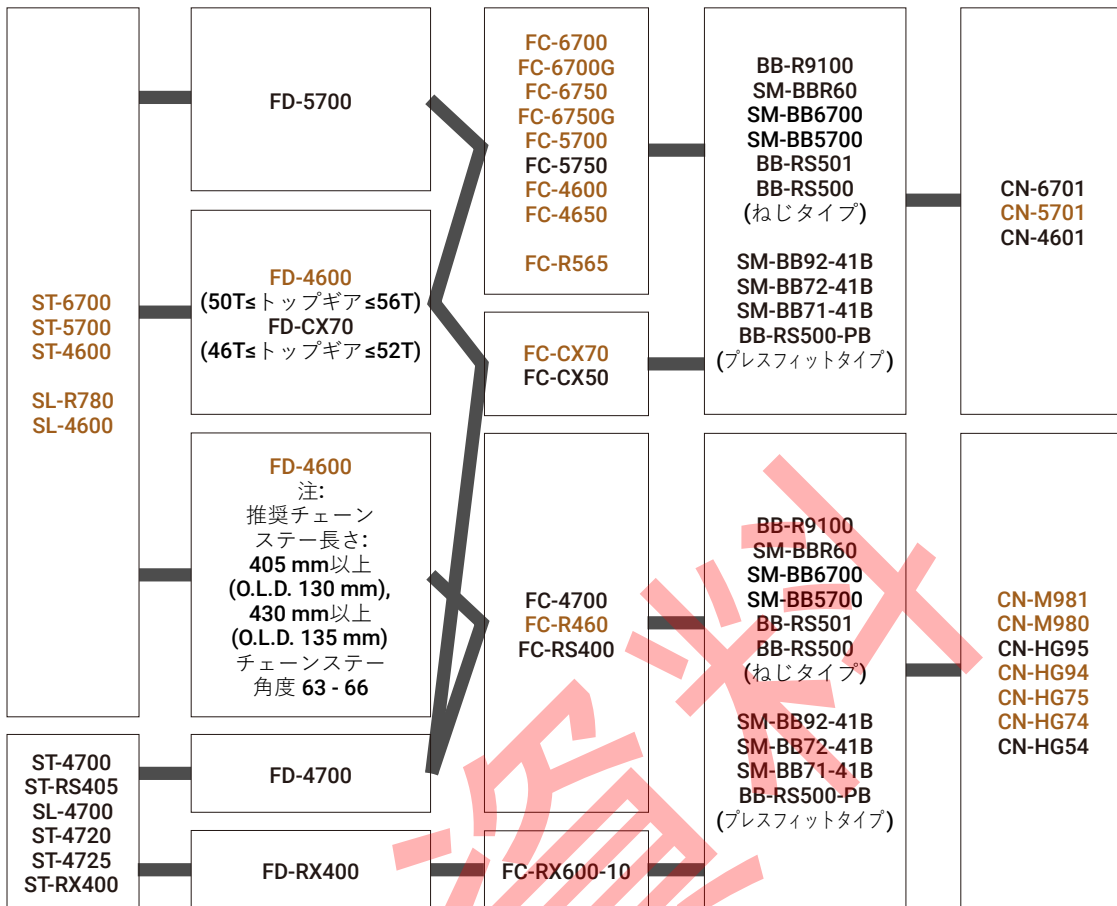 ST-6700
ST-5700
ST-4600
SL-R780
SL-4600
FD-5700
FD-4600
(50T≤トップギア≤56T)
FD-CX70
(46T≤トップギア≤52T)
FD-4600
注:
推奨チェーン
ステー長さ:
405 mm以上
(O.L.D. 130 mm),
430 mm以上
(O.L.D. 135 mm)
チェーンステー
角度 63 - 66
FC-6700
FC-6700G
FC-6750
FC-6750G
FC-5700
FC-5750
FC-4600
FC-4650
FC-R565
FC-CX70
FC-CX50
BB-R9100
SM-BBR60
SM-BB6700
SM-BB5700
BB-RS501
BB-RS500
(ねじタイプ)
SM-BB92-41B
SM-BB72-41B
SM-BB71-41B
BB-RS500-PB
(プレスフィットタイプ)
CN-6701
CN-5701
CN-4601
ST-4700
ST-RS405
SL-4700
ST-4720
ST-4725
ST-RX400
FD-4700
FD-RX400
FC-4700
FC-R460
FC-RS400
FC-RX600-10
BB-R9100
SM-BBR60
SM-BB6700
SM-BB5700
BB-RS501
BB-RS500
(ねじタイプ)
SM-BB92-41B
SM-BB72-41B
SM-BB71-41B
BB-RS500-PB
(プレスフィットタイプ)
CN-M981
CN-M980
CN-HG95
CN-HG94
CN-HG75
CN-HG74
CN-HG54